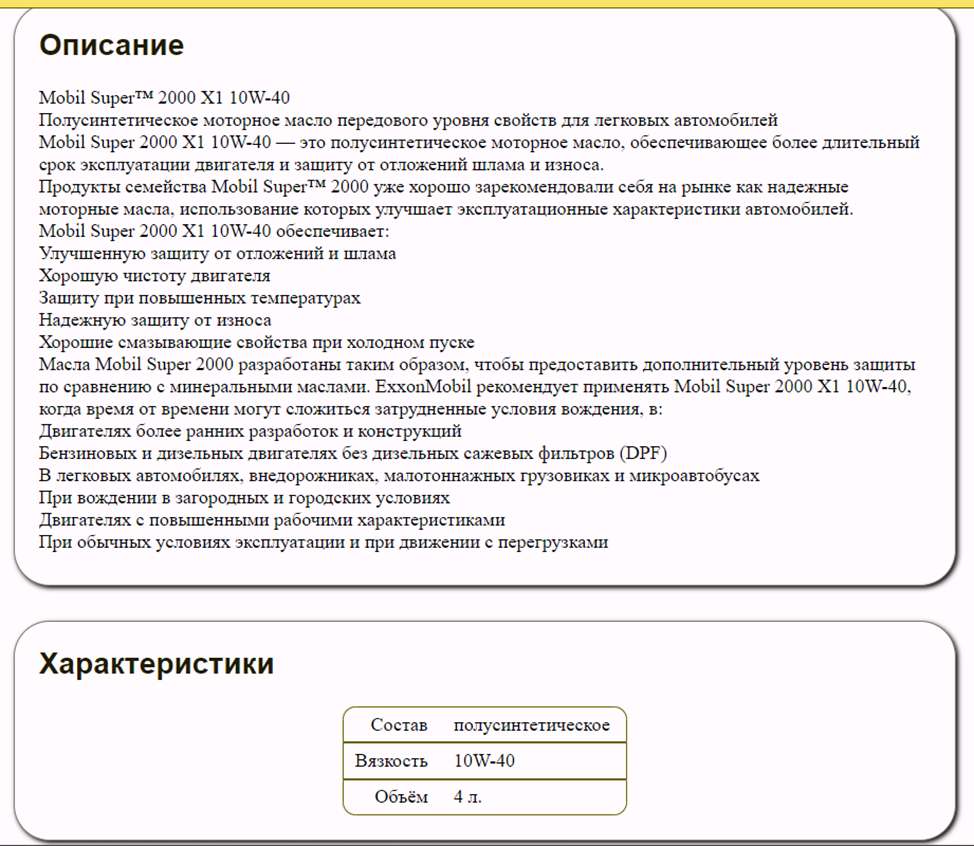 Описание
Mobil Super™ 2000 X1 10W-40
Полусинтетическое моторное масло передового уровня свойств для легковых автомобилей
Mobil Super 2000 X1 10W-40 — это полусинтетическое моторное масло, обеспечивающее более длительный
срок эксплуатации двигателя и защиту от отложений шлама и износа.
Продукты семейства Mobil Super™ 2000 уже хорошо зарекомендовали себя на рынке как надежные
моторные масла, использование которых улучшает эксплуатационные характеристики автомобилей.
Mobil Super 2000 X1 10W-40 обеспечивает:
Улучшенную защиту от отложений и шлама
Хорошую чистоту двигателя
Защиту при повышенных температурах
Надежную защиту от износа
Хорошие смазывающие свойства при холодном пуске
Масла Mobil Super 2000 разработаны таким образом, чтобы предоставить дополнительный уровень защиты
по сравнению с минеральными маслами. ExxonMobil рекомендует применять Mobil Super 2000 X1 10W-40,
когда время от времени могут сложиться затрудненные условия вождения, в:
Двигателях более ранних разработок и конструкций
Бензиновых и дизельных двигателях без дизельных сажевых фильтров (DPF)
В легковых автомобилях, внедорожниках, малотоннажных грузовиках и микроавтобусах
При вождении в загородных и городских условиях
Двигателях с повышенными рабочими характеристиками
При обычных условиях эксплуатации и при движении с перегрузками
Характеристики
Состав полусинтетическое
Вязкость 10W-40
Объём 4 л.